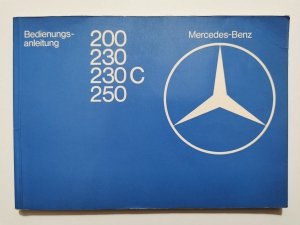 Bedienungs-
anleitung
200
230
230 C
250
Mercedes-Benz